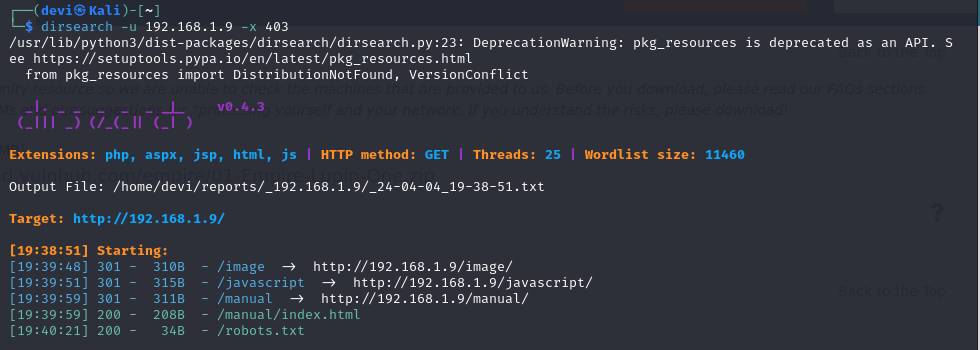 ┌──(devi㉿Kali)-[~]
└─$ dirsearch -u 192.168.1.9 -x 403
/usr/lib/python3/dist-packages/dirsearch/dirsearch.py:23: DeprecationWarning: pkg_resources is deprecated as an API. S
ee https://setuptools.pypa.io/en/latest/pkg_resources.html
from pkg_resources import DistributionNotFound, VersionConflict
v0.4.3
Extensions: php, aspx, jsp, html, js | HTTP method: GET | Threads: 25 | Wordlist size: 11460
Output File: /home/devi/reports/_192.168.1.9/_24-04-04_19-38-51.txt
Target: http://192.168.1.9/
[19:38:51] Starting:
[19:39:48] 301 - 310B - /image -> http://192.168.1.9/image/
[19:39:51] 301 - 315B - /javascript -> http://192.168.1.9/javascript/
[19:39:59] 301 - 311B - /manual -> http://192.168.1.9/manual/
[19:39:59] 200 - 208B - /manual/index.html
Back to the Top
[19:40:21] 200 - 34B - /robots.txt